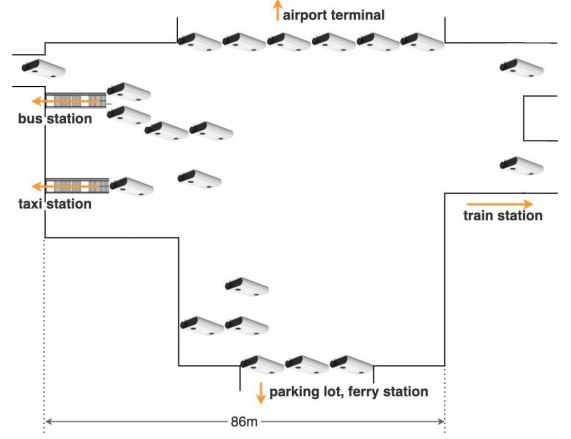 airport terminal
bus station
taxi station
train station
parking lot, ferry station
86m